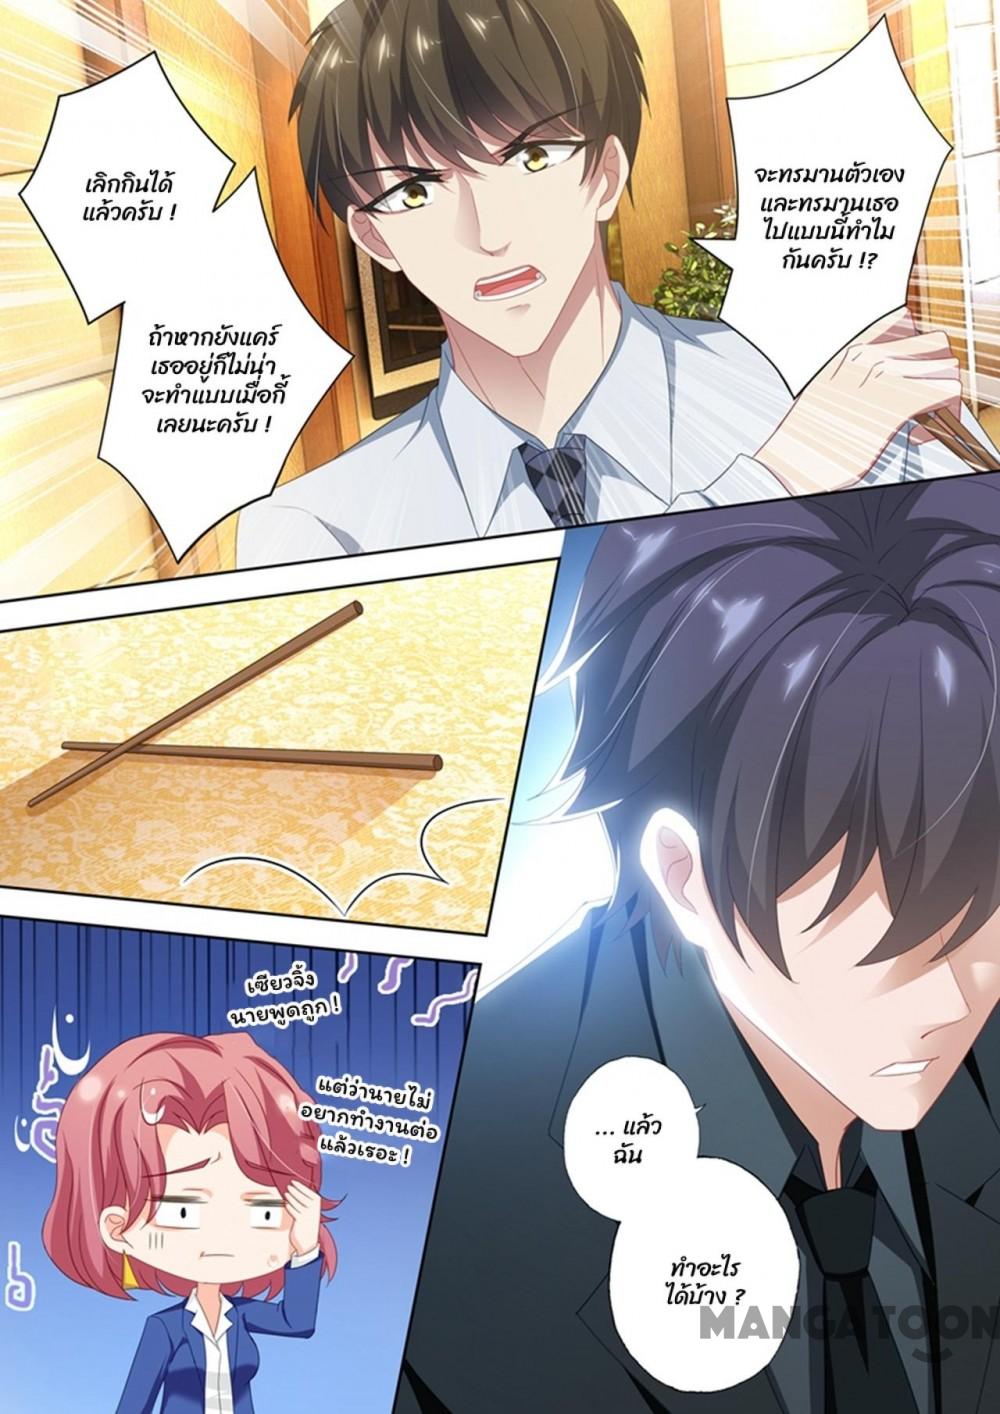 เลิกกินได้
แล้วครับ !
ถ้าหากยังแคร์
เธออยู่ก็ไม่น่า
จะทำแบบเมื่อกี้
เลยนะครับ !
จะทรมานตัวเอง
และทรมานเธอ
ไปแบบนี้ทำไม
กันครับ !?
เซียวจิ้ง
นายพูดถูก !
แต่ว่านายไม่
อยากทำงานต่อ
แล้วเรอะ !
... แล้ว
ฉัน
ทำอะไร
ได้บ้าง ?
MANGATOON